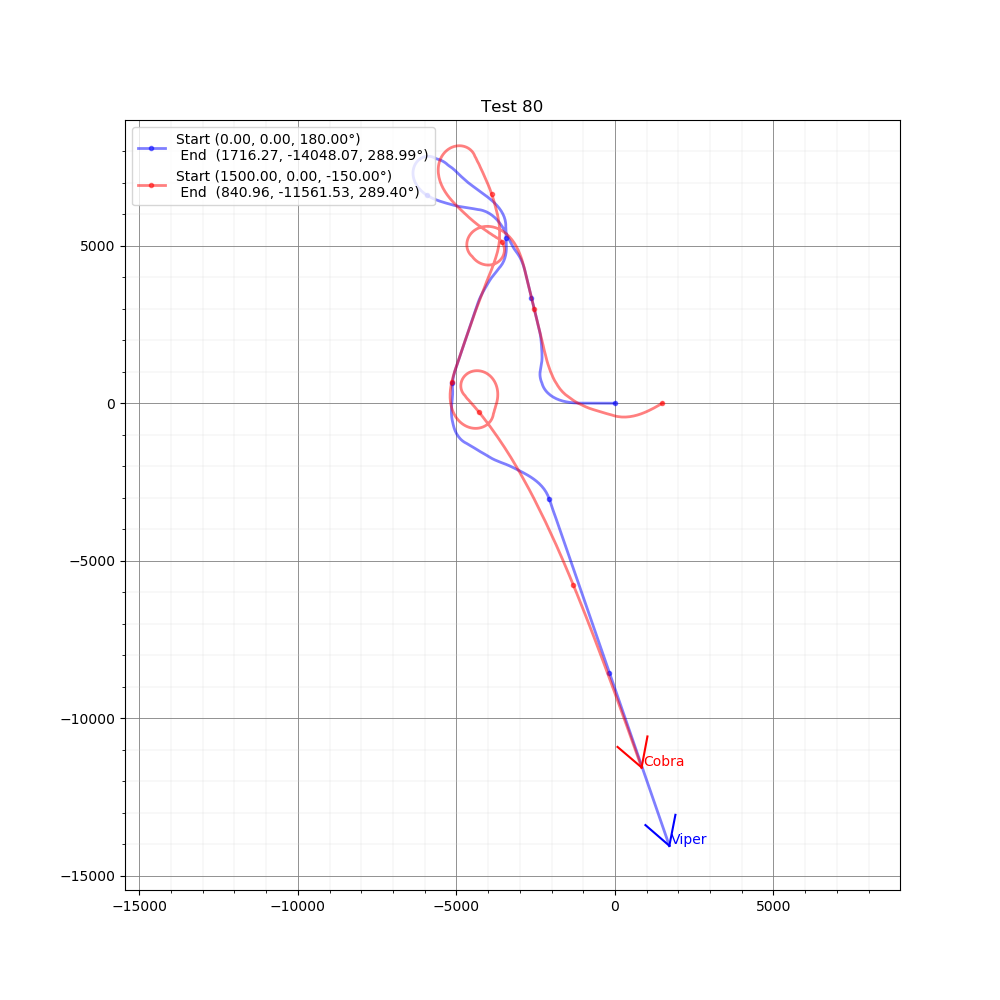 Test 80
Start (0.00, 0.00, 180.00°)
End  (1716.27, -14048.07, 288.99°)
Start (1500.00, 0.00, -150.00°)
End  (840.96, -11561.53, 289.40°)
5000
0
−5000
−10000
−15000
Cobra
Viper
−15000
−10000
−5000
0
5000